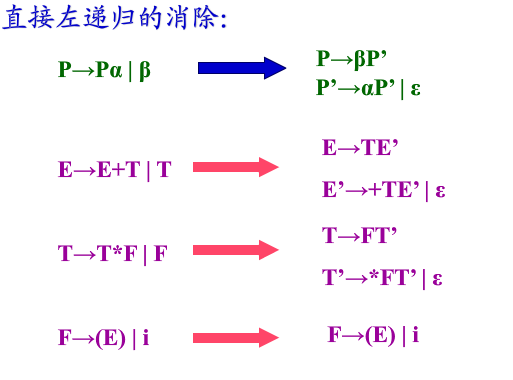 直接左递归的消除:
P→Pα | β
P→βP’
P’→αP’ | ε
E→E+T | T
E→TE’
E’→+TE’ | ε
T→T*F | F
T→FT’
T’→*FT’ | ε
F→(E) | i
F→(E) | i